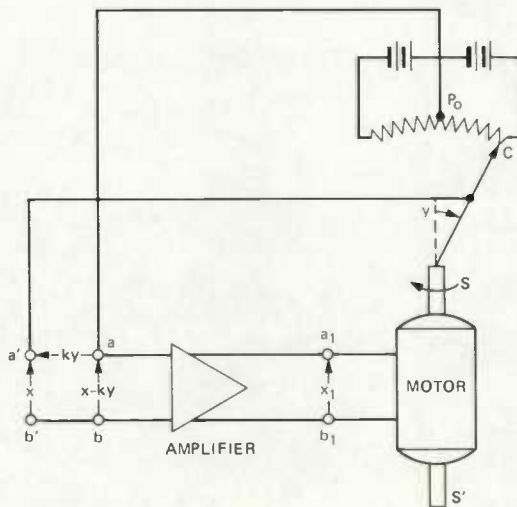 P₀
C
y
S
a'
-ky
a
a₁
x
x-ky
x₁
MOTOR
b'
b
b₁
AMPLIFIER
S'